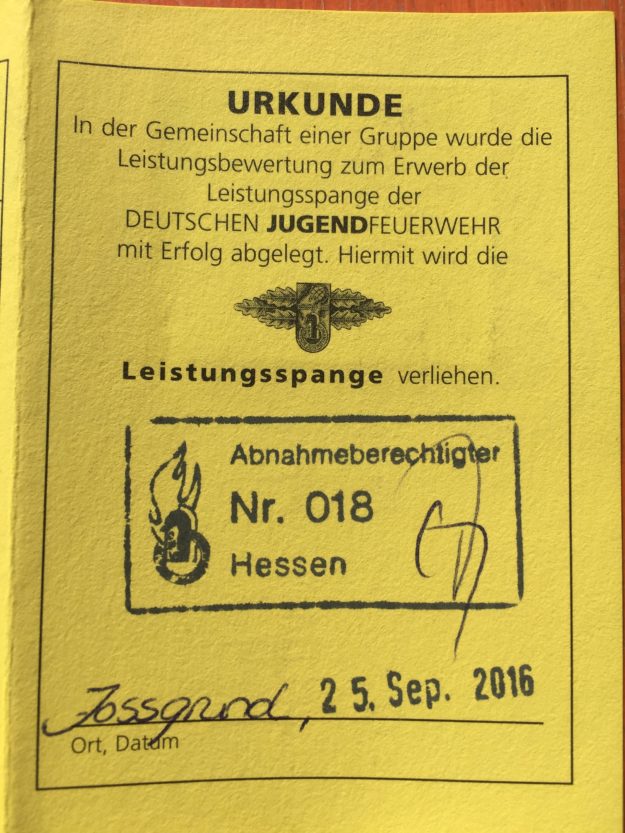 URKUNDE
In der Gemeinschaft einer Gruppe wurde die
Leistungsbewertung zum Erwerb der
Leistungsspange der
DEUTSCHEN JUGENDFEUERWEHR
mit Erfolg abgelegt. Hiermit wird die
Leistungsspange verliehen.
Abnahmeberechtigter
Nr. 018
Hessen
Jossgrund, 25. Sep. 2016
Ort, Datum